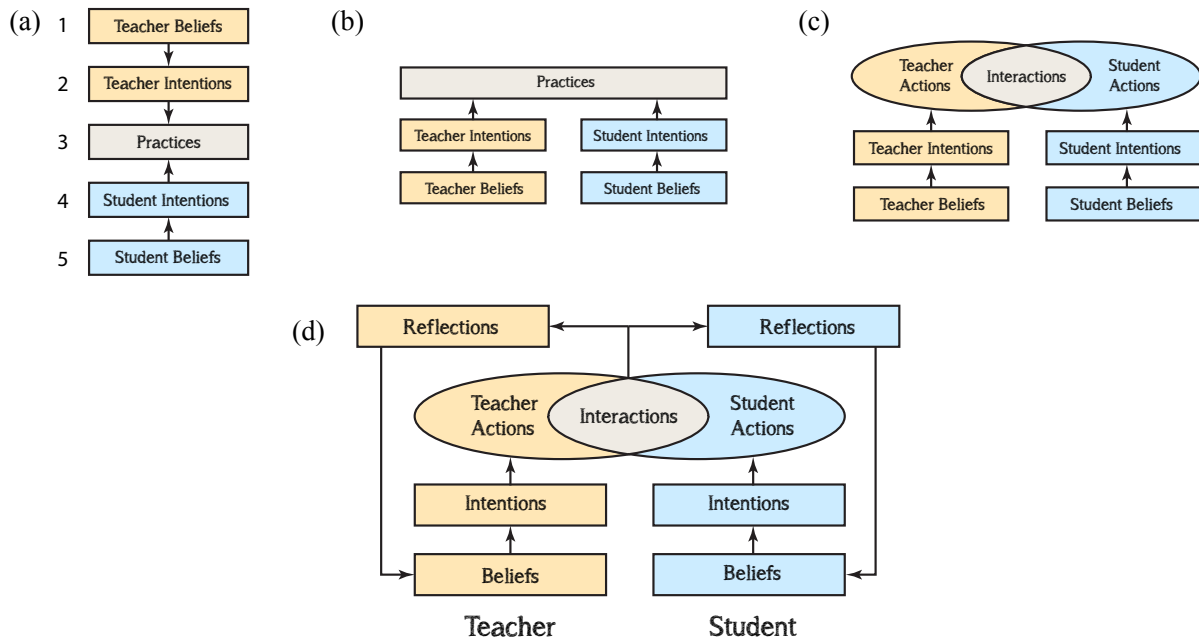 (a)
1 Teacher Beliefs
2 Teacher Intentions
3 Practices
4 Student Intentions
5 Student Beliefs
(b)
Practices
Teacher Intentions Student Intentions
Teacher Beliefs Student Beliefs
(c)
Teacher
Actions
Interactions
Student
Actions
Teacher Intentions Student Intentions
Teacher Beliefs Student Beliefs
(d)
Reflections Reflections
Teacher
Actions
Interactions
Student
Actions
Intentions Intentions
Beliefs Beliefs
Teacher Student